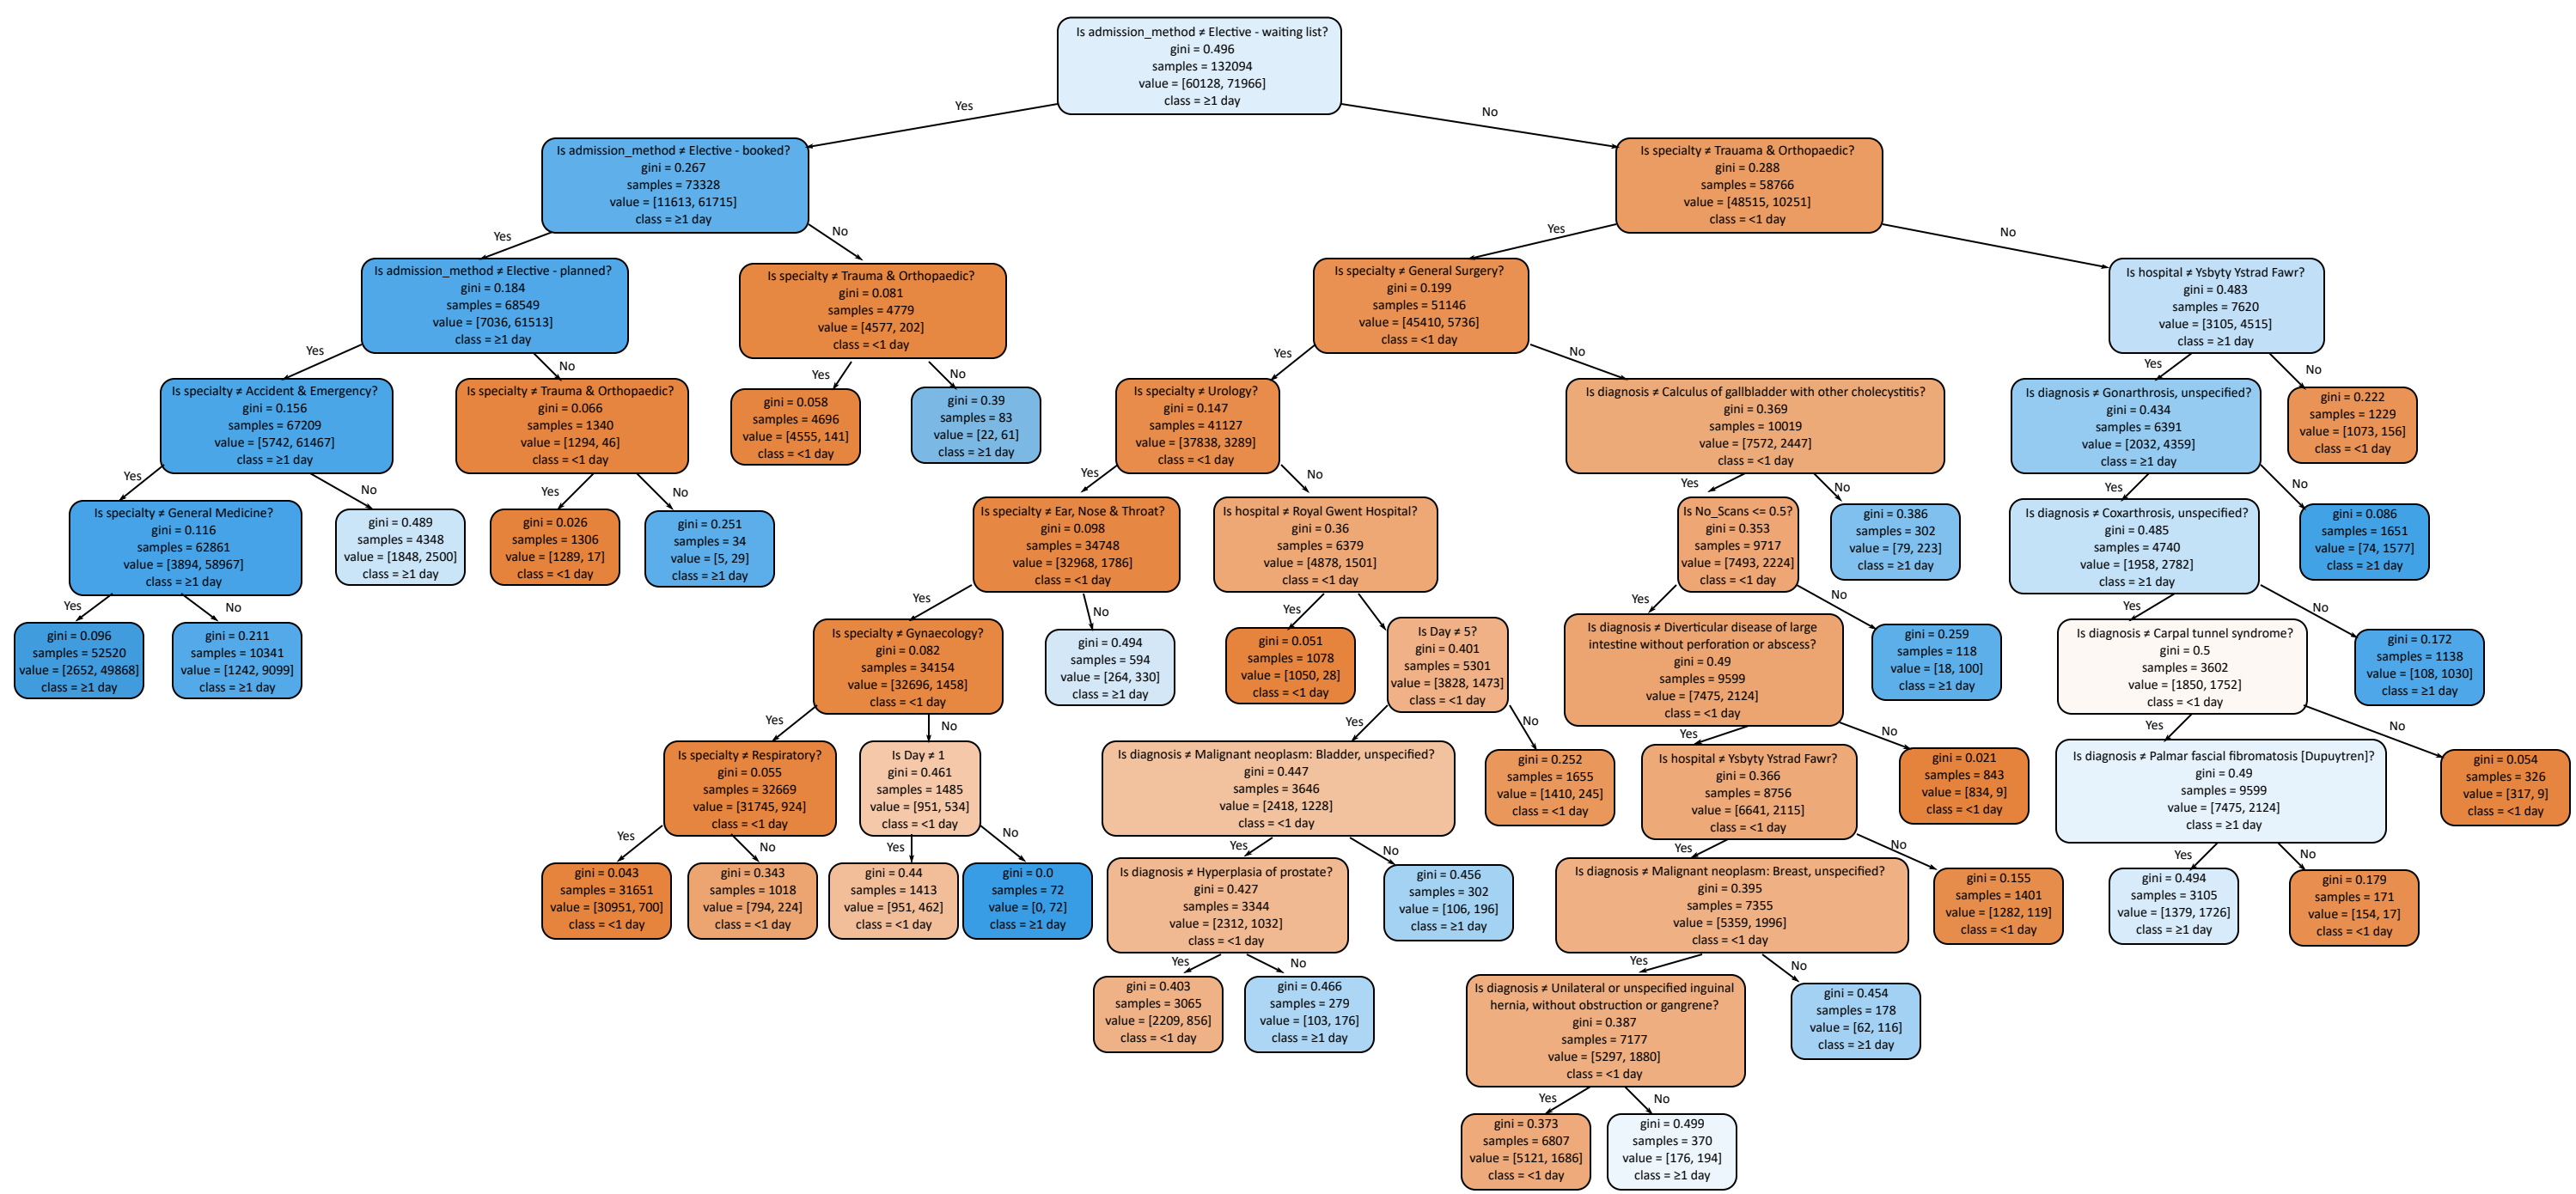 Is admission_method ≠ Elective - waiting list?
gini = 0.496
samples = 132094
value = [60128, 71966]
class = ≥1 day
Yes
No
Is admission_method ≠ Elective - booked?
gini = 0.267
samples = 73328
value = [11613, 61715]
class = ≥1 day
Is specialty ≠ Trauama & Orthopaedic?
gini = 0.288
samples = 58766
value = [48515, 10251]
class = <1 day
Yes
No
Yes
No
Is admission_method ≠ Elective - planned?
gini = 0.184
samples = 68549
value = [7036, 61513]
class = ≥1 day
Is specialty ≠ Trauma & Orthopaedic?
gini = 0.081
samples = 4779
value = [4577, 202]
class = <1 day
Is specialty ≠ General Surgery?
gini = 0.199
samples = 51146
value = [45410, 5736]
class = <1 day
Is hospital ≠ Ysbyty Ystrad Fawr?
gini = 0.483
samples = 7620
value = [3105, 4515]
class = ≥1 day
Yes
No
Yes
No
Yes
No
Yes
No
Is specialty ≠ Accident & Emergency?
gini = 0.156
samples = 67209
value = [5742, 61467]
class = ≥1 day
Is specialty ≠ Trauma & Orthopaedic?
gini = 0.066
samples = 1340
value = [1294, 46]
class = <1 day
gini = 0.058
samples = 4696
value = [4555, 141]
class = <1 day
gini = 0.39
samples = 83
value = [22, 61]
class = ≥1 day
Is specialty ≠ Urology?
gini = 0.147
samples = 41127
value = [37838, 3289]
class = <1 day
Is diagnosis ≠ Calculus of gallbladder with other cholecystitis?
gini = 0.369
samples = 10019
value = [7572, 2447]
class = <1 day
Is diagnosis ≠ Gonarthrosis, unspecified?
gini = 0.434
samples = 6391
value = [2032, 4359]
class = ≥1 day
gini = 0.222
samples = 1229
value = [1073, 156]
class = <1 day
Yes
No
Yes
No
Yes
No
Yes
No
Yes
No
Is specialty ≠ General Medicine?
gini = 0.116
samples = 62861
value = [3894, 58967]
class = ≥1 day
gini = 0.489
samples = 4348
value = [1848, 2500]
class = ≥1 day
gini = 0.026
samples = 1306
value = [1289, 17]
class = <1 day
gini = 0.251
samples = 34
value = [5, 29]
class = ≥1 day
Is specialty ≠ Ear, Nose & Throat?
gini = 0.098
samples = 34748
value = [32968, 1786]
class = <1 day
Is hospital ≠ Royal Gwent Hospital?
gini = 0.36
samples = 6379
value = [4878, 1501]
class = <1 day
Is No_Scans <= 0.5?
gini = 0.353
samples = 9717
value = [7493, 2224]
class = <1 day
gini = 0.386
samples = 302
value = [79, 223]
class = ≥1 day
Is diagnosis ≠ Coxarthrosis, unspecified?
gini = 0.485
samples = 4740
value = [1958, 2782]
class = ≥1 day
gini = 0.086
samples = 1651
value = [74, 1577]
class = ≥1 day
Yes
No
Yes
No
Yes
Yes
No
Yes
No
gini = 0.096
samples = 52520
value = [2652, 49868]
class = ≥1 day
gini = 0.211
samples = 10341
value = [1242, 9099]
class = ≥1 day
Is specialty ≠ Gynaecology?
gini = 0.082
samples = 34154
value = [32696, 1458]
class = <1 day
gini = 0.494
samples = 594
value = [264, 330]
class = ≥1 day
gini = 0.051
samples = 1078
value = [1050, 28]
class = <1 day
Is Day ≠ 5?
gini = 0.401
samples = 5301
value = [3828, 1473]
class = <1 day
Is diagnosis ≠ Diverticular disease of large
intestine without perforation or abscess?
gini = 0.49
samples = 9599
value = [7475, 2124]
class = <1 day
gini = 0.259
samples = 118
value = [18, 100]
class = ≥1 day
Is diagnosis ≠ Carpal tunnel syndrome?
gini = 0.5
samples = 3602
value = [1850, 1752]
class = <1 day
gini = 0.172
samples = 1138
value = [108, 1030]
class = ≥1 day
Yes
No
Yes
No
Yes
No
Yes
No
Is specialty ≠ Respiratory?
gini = 0.055
samples = 32669
value = [31745, 924]
class = <1 day
Is Day ≠ 1
gini = 0.461
samples = 1485
value = [951, 534]
class = <1 day
Is diagnosis ≠ Malignant neoplasm: Bladder, unspecified?
gini = 0.447
samples = 3646
value = [2418, 1228]
class = <1 day
gini = 0.252
samples = 1655
value = [1410, 245]
class = <1 day
Is hospital ≠ Ysbyty Ystrad Fawr?
gini = 0.366
samples = 8756
value = [6641, 2115]
class = <1 day
gini = 0.021
samples = 843
value = [834, 9]
class = <1 day
Is diagnosis ≠ Palmar fascial fibromatosis [Dupuytren]?
gini = 0.49
samples = 9599
value = [7475, 2124]
class = ≥1 day
gini = 0.054
samples = 326
value = [317, 9]
class = <1 day
Yes
No
Yes
No
Yes
No
Yes
No
Yes
No
gini = 0.043
samples = 31651
value = [30951, 700]
class = <1 day
gini = 0.343
samples = 1018
value = [794, 224]
class = <1 day
gini = 0.44
samples = 1413
value = [951, 462]
class = <1 day
gini = 0.0
samples = 72
value = [0, 72]
class = ≥1 day
Is diagnosis ≠ Hyperplasia of prostate?
gini = 0.427
samples = 3344
value = [2312, 1032]
class = <1 day
gini = 0.456
samples = 302
value = [106, 196]
class = ≥1 day
Is diagnosis ≠ Malignant neoplasm: Breast, unspecified?
gini = 0.395
samples = 7355
value = [5359, 1996]
class = <1 day
gini = 0.155
samples = 1401
value = [1282, 119]
class = <1 day
gini = 0.494
samples = 3105
value = [1379, 1726]
class = ≥1 day
gini = 0.179
samples = 171
value = [154, 17]
class = <1 day
Yes
No
Yes
No
gini = 0.403
samples = 3065
value = [2209, 856]
class = <1 day
gini = 0.466
samples = 279
value = [103, 176]
class = ≥1 day
Is diagnosis ≠ Unilateral or unspecified inguinal
hernia, without obstruction or gangrene?
gini = 0.387
samples = 7177
value = [5297, 1880]
class = <1 day
gini = 0.454
samples = 178
value = [62, 116]
class = ≥1 day
Yes
No
gini = 0.373
samples = 6807
value = [5121, 1686]
class = <1 day
gini = 0.499
samples = 370
value = [176, 194]
class = ≥1 day